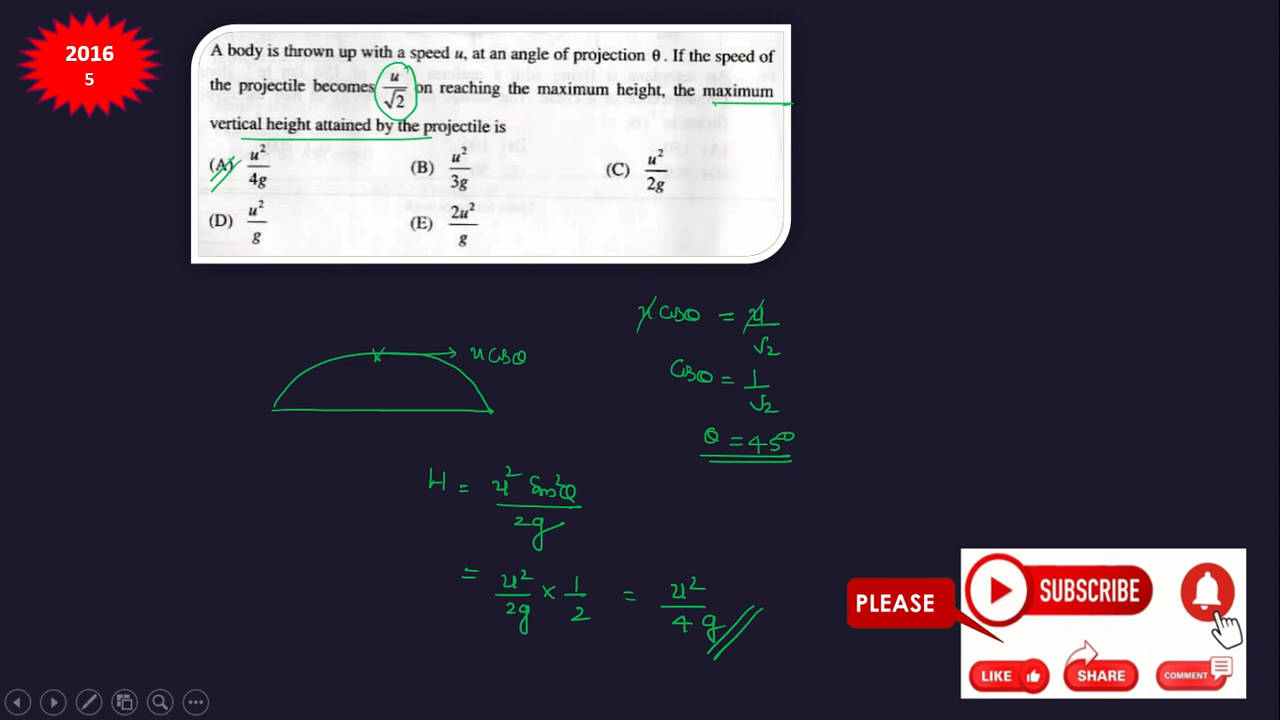 2016
5
A body is thrown up with a speed u, at an angle of projection θ. If the speed of
the projectile becomes u/√2 on reaching the maximum height, the maximum
vertical height attained by the projectile is
(A) u²/4g (B) u²/3g (C) u²/2g
(D) u²/g (E) 2u²/g
u cosθ = u/√2
u cosθ
cosθ = 1/√2
θ = 45°
H = u² sin²θ/2g
= u²/2g × 1/2 = u²/4g
PLEASE
SUBSCRIBE
LIKE SHARE COMMENT